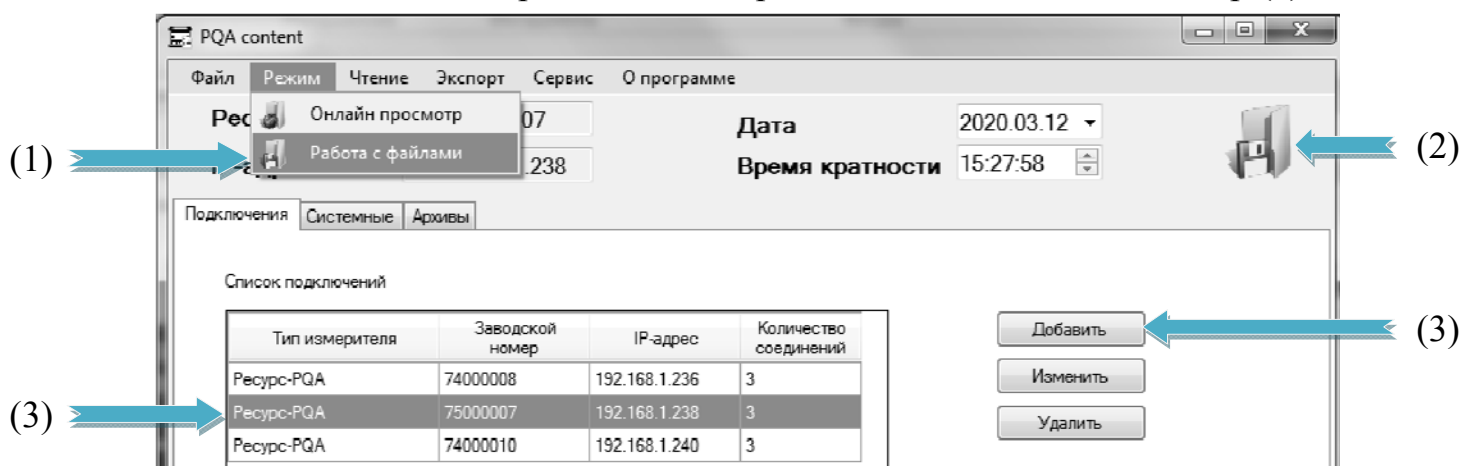 PQA content
Файл Режим Чтение Экспорт Сервис О программе
Онлайн просмотр 07 Дата 2020.03.12
(1) Работа с файлами .238 Время кратности 15:27:58 (2)
Подключения Системные Архивы
Список подключений
Тип измерителя Заводской номер IP-адрес Количество соединений
Добавить (3)
Ресурс-PQA 74000008 192.168.1.236 3 Изменить
(3) Ресурс-PQA 75000007 192.168.1.238 3 Удалить
Ресурс-PQA 74000010 192.168.1.240 3